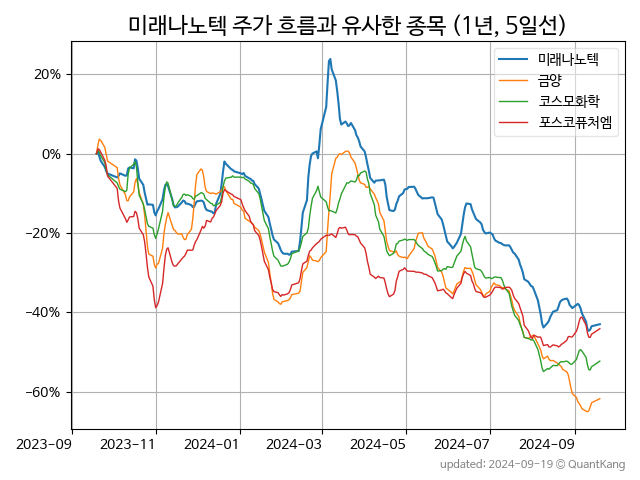 미래나노텍 주가 흐름과 유사한 종목 (1년, 5일선)
미래나노텍
금양
코스모화학
포스코퓨처엠
20%
0%
−20%
−40%
−60%
2023-09 2023-11 2024-01 2024-03 2024-05 2024-07 2024-09
updated: 2024-09-19 © QuantKang